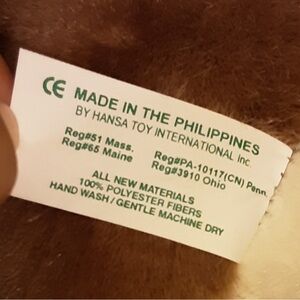 CE MADE IN THE PHILIPPINES
BY HANSA TOY INTERNATIONAL Inc.
Reg#51 Mass. Reg#PA-10117(CN) Penn.
Reg#65 Maine Reg#3910 Ohio
ALL NEW MATERIALS
100% POLYESTER FIBERS
HAND WASH / GENTLE MACHINE DRY